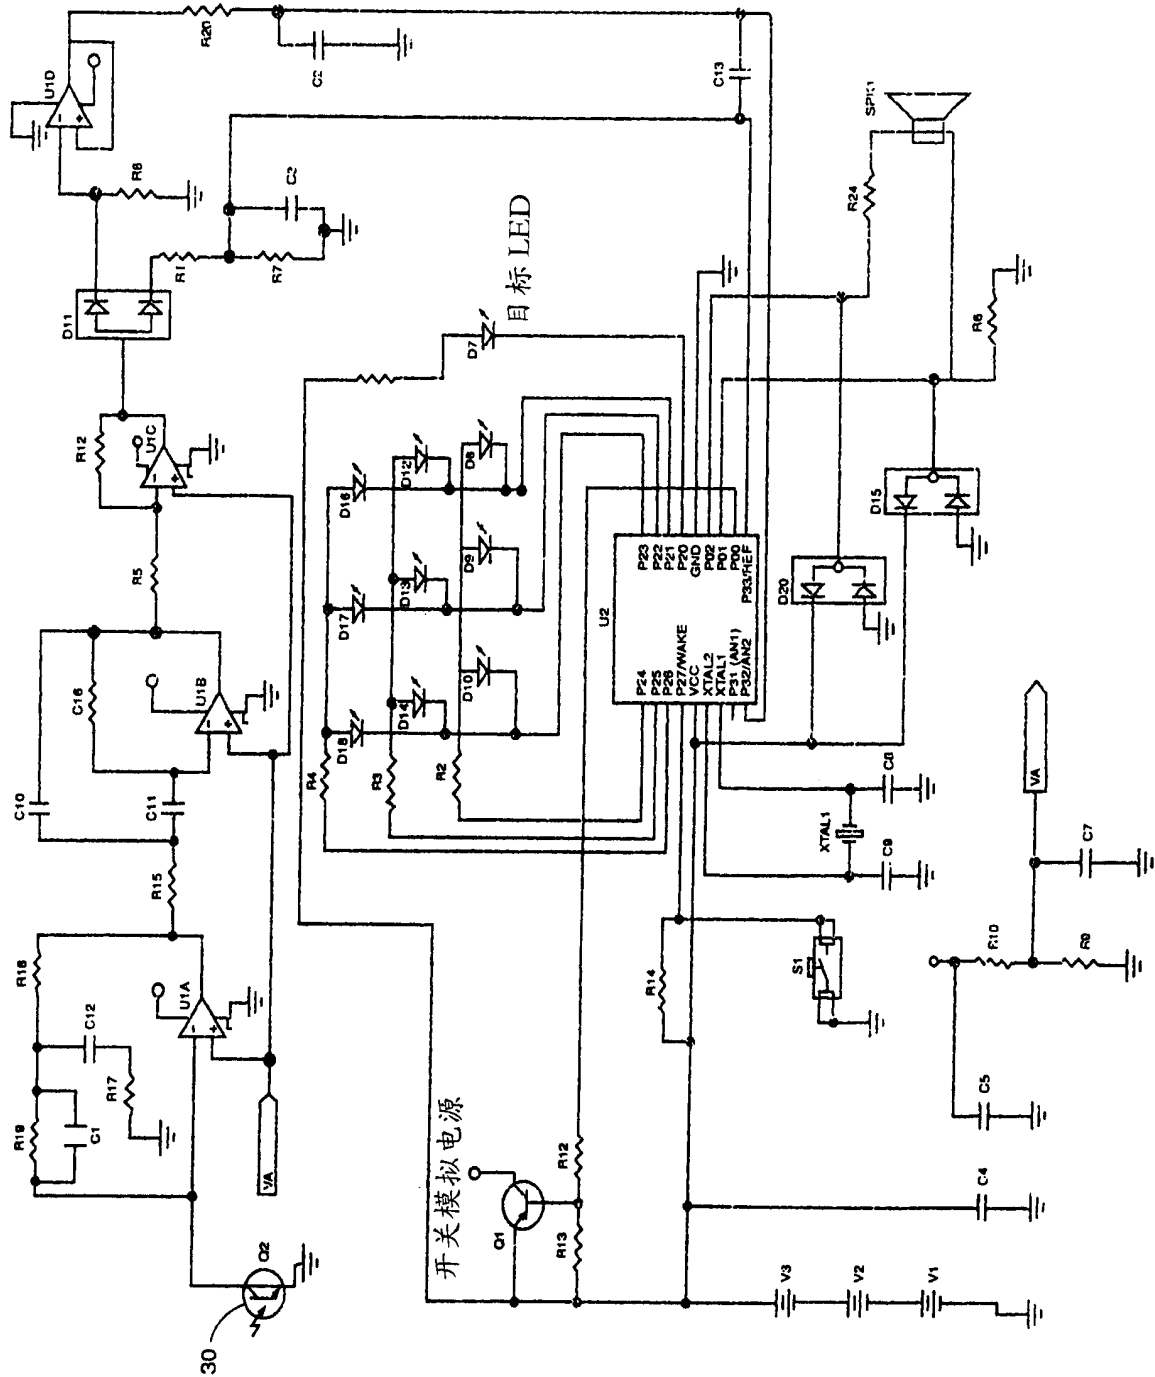 U1D
R20
C2
C13
R8
D11
R1
C2
R7
目标 LED
D7
SPK1
R24
R6
R12
U1C
R5
C16
U1B
C10
C11
R15
D16
D12
D8
D17
D13
D9
D18
D14
D10
R4
R3
R2
U2
P23
P22
P21
P20
GND
P02
P01
P00
P33/REF
P24
P25
P26
P27/WAKE
VCC
XTAL2
XTAL1
P31 (AN1)
P32/AN2
D15
D20
XTAL1
C8
C9
VA
C7
R10
R9
R18
C12
R17
R19
C1
U1A
VA
R14
S1
C5
C4
开关模拟电源
Q1
R12
R13
Q2
30
V3
V2
V1